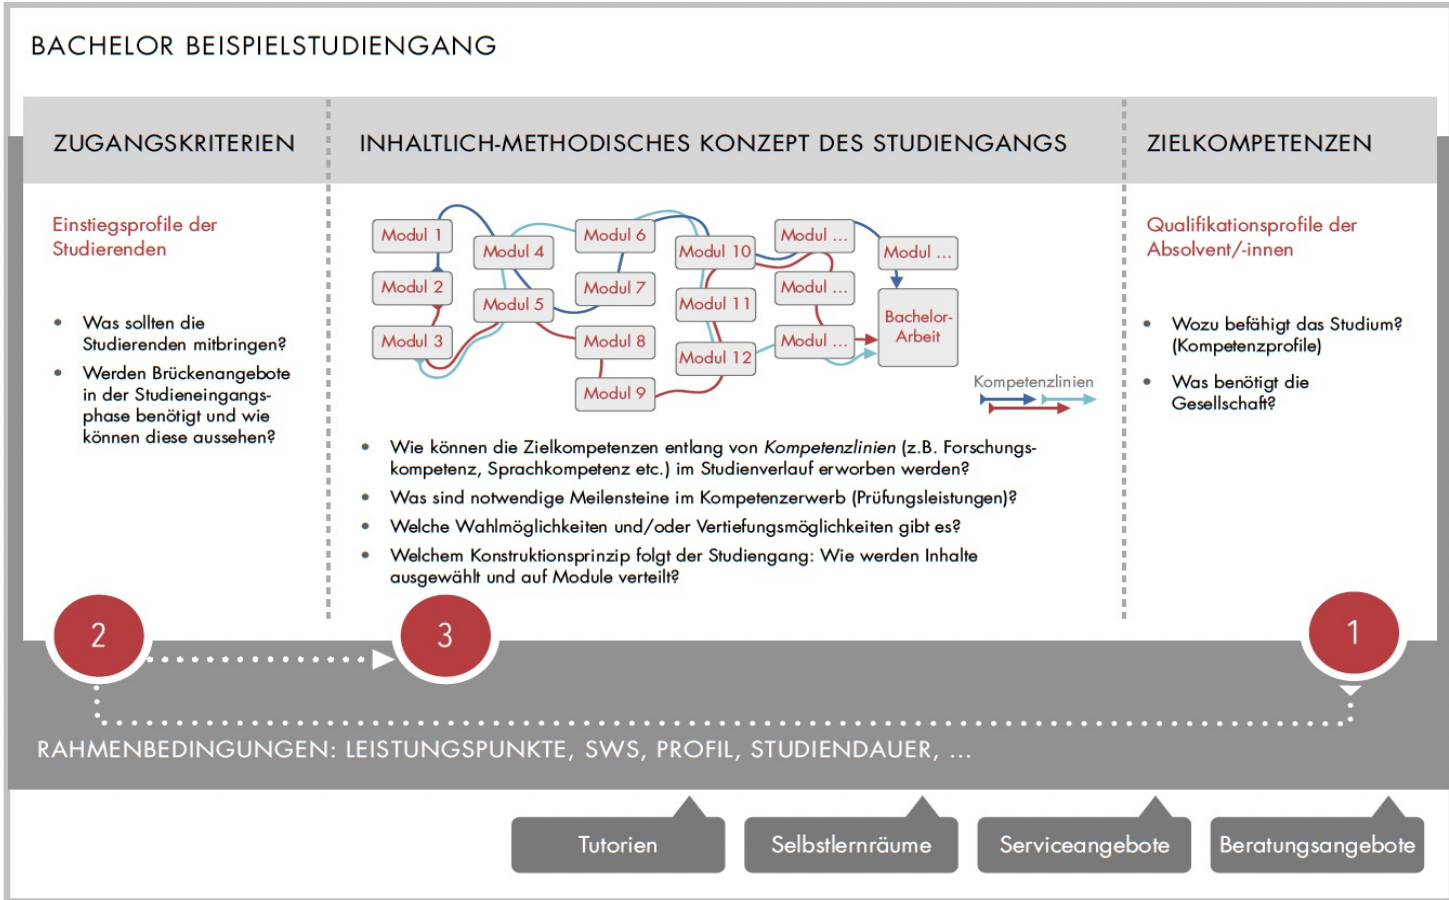 BACHELOR BEISPIELSTUDIENGANG
ZUGANGSKRITERIEN
Einstiegsprofile der
Studierenden
• Was sollten die
Studierenden mitbringen?
• Werden Brückenangebote
in der Studieneingangs-
phase benötigt und wie
können diese aussehen?
INHALTLICH-METHODISCHES KONZEPT DES STUDIENGANGS
Modul 1
Modul 2
Modul 3
Modul 4
Modul 5
Modul 6
Modul 7
Modul 8
Modul 9
Modul 10
Modul 11
Modul 12
Modul ...
Modul ...
Modul ...
Modul ...
Bachelor-
Arbeit
Kompetenzlinien
• Wie können die Zielkompetenzen entlang von Kompetenzlinien (z.B. Forschungs-
kompetenz, Sprachkompetenz etc.) im Studienverlauf erworben werden?
• Was sind notwendige Meilensteine im Kompetenzerwerb (Prüfungsleistungen)?
• Welche Wahlmöglichkeiten und/oder Vertiefungsmöglichkeiten gibt es?
• Welchem Konstruktionsprinzip folgt der Studiengang: Wie werden Inhalte
ausgewählt und auf Module verteilt?
ZIELKOMPETENZEN
Qualifikationsprofile der
Absolvent/-innen
• Wozu befähigt das Studium?
(Kompetenzprofile)
• Was benötigt die
Gesellschaft?
2
3
1
RAHMENBEDINGUNGEN: LEISTUNGSPUNKTE, SWS, PROFIL, STUDIENDAUER, ...
Tutorien
Selbstlernräume
Serviceangebote
Beratungsangebote